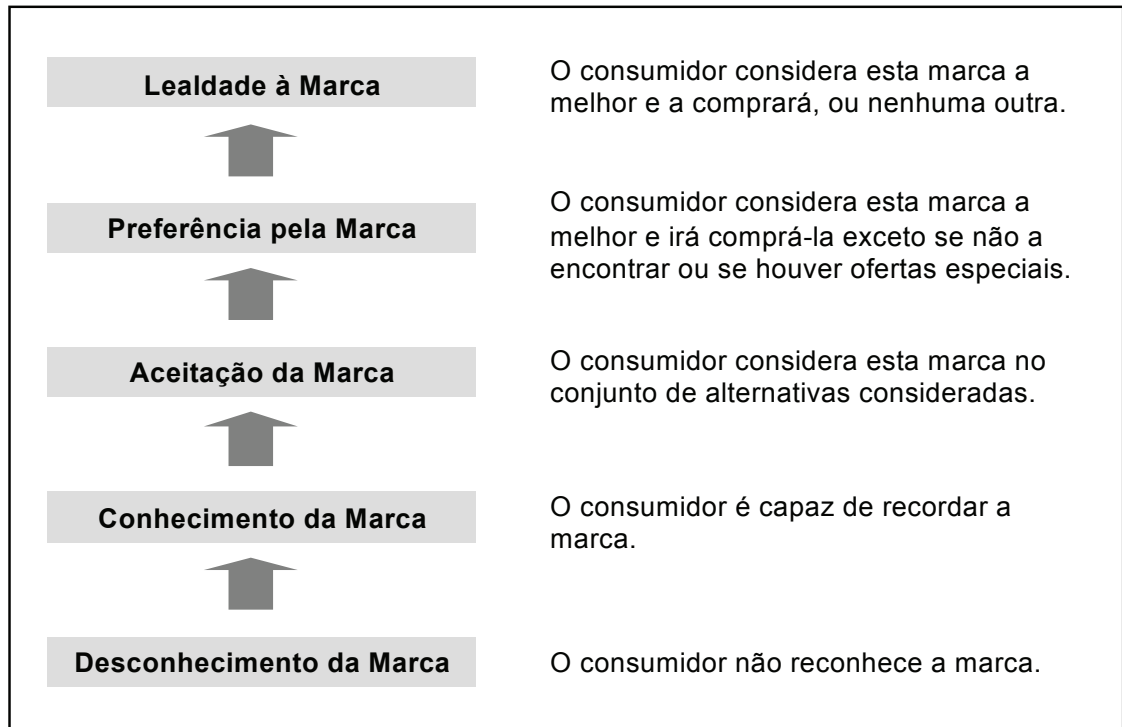 Lealdade à Marca
O consumidor considera esta marca a
melhor e a comprará, ou nenhuma outra.
Preferência pela Marca
O consumidor considera esta marca a
melhor e irá comprá-la exceto se não a
encontrar ou se houver ofertas especiais.
Aceitação da Marca
O consumidor considera esta marca no
conjunto de alternativas consideradas.
Conhecimento da Marca
O consumidor é capaz de recordar a
marca.
Desconhecimento da Marca
O consumidor não reconhece a marca.